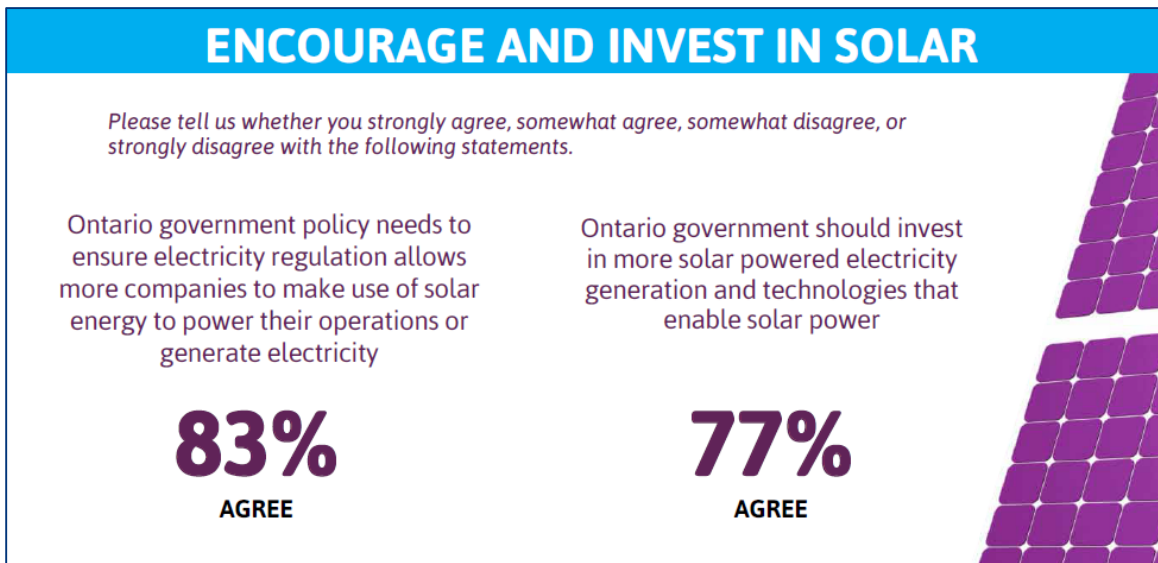 ENCOURAGE AND INVEST IN SOLAR
Please tell us whether you strongly agree, somewhat agree, somewhat disagree, or
strongly disagree with the following statements.
Ontario government policy needs to
ensure electricity regulation allows
more companies to make use of solar
energy to power their operations or
generate electricity
83%
AGREE
Ontario government should invest
in more solar powered electricity
generation and technologies that
enable solar power
77%
AGREE